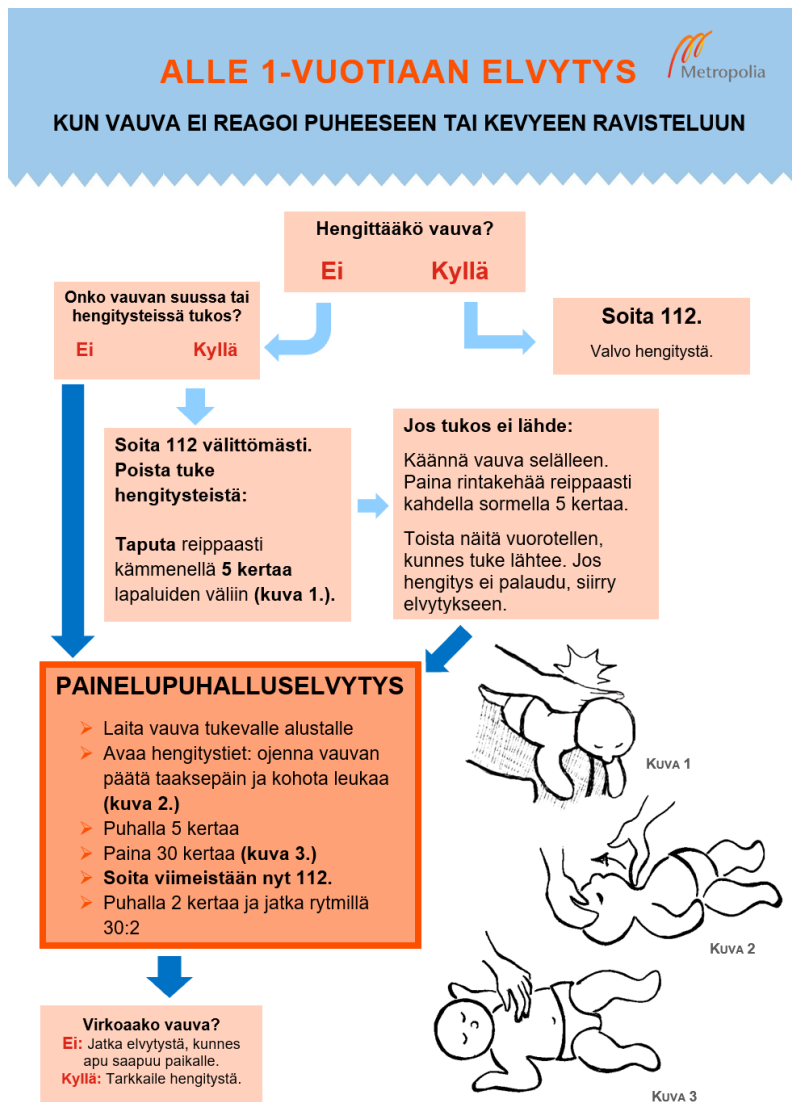 ALLE 1-VUOTIAAN ELVYTYS
Metropolia
KUN VAUVA EI REAGOI PUHEESEEN TAI KEVYEEN RAVISTELUUN
Hengittääkö vauva?
Ei Kyllä
Onko vauvan suussa tai
hengitysteissä tukos?
Ei Kyllä
Soita 112.
Valvo hengitystä.
Soita 112 välittömästi.
Poista tuke
hengitysteistä:
Taputa reippaasti
kämmenellä 5 kertaa
lapaluiden väliin (kuva 1.).
Jos tukos ei lähde:
Käännä vauva selälleen.
Paina rintakehää reippaasti
kahdella sormella 5 kertaa.
Toista näitä vuorotellen,
kunnes tuke lähtee. Jos
hengitys ei palaudu, siirry
elvytykseen.
PAINELUPUHALLUSELVYTYS
Laita vauva tukevalle alustalle
Avaa hengitystiet: ojenna vauvan
päätä taaksepäin ja kohota leukaa
(kuva 2.)
Puhalla 5 kertaa
Paina 30 kertaa (kuva 3.)
Soita viimeistään nyt 112.
Puhalla 2 kertaa ja jatka rytmillä
30:2
KUVA 1
KUVA 2
KUVA 3
Virkoaako vauva?
Ei: Jatka elvytystä, kunnes
apu saapuu paikalle.
Kyllä: Tarkkaile hengitystä.